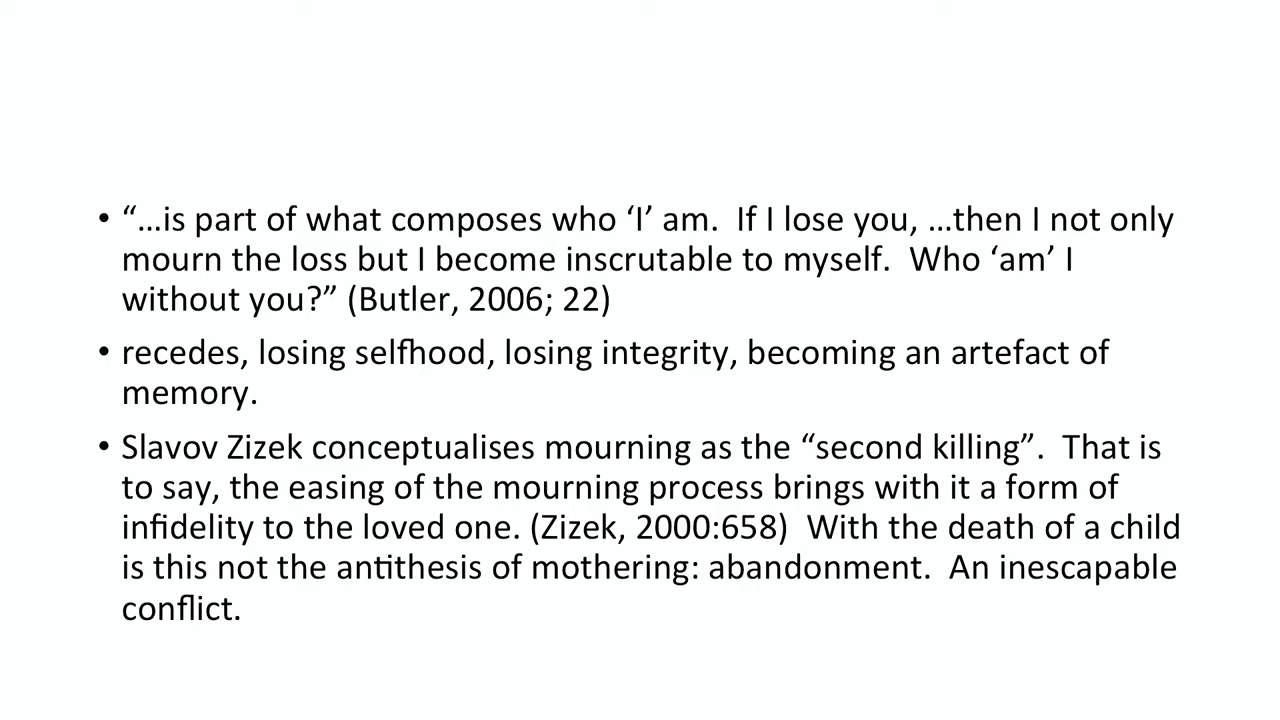 • “…is part of what composes who ‘I’ am.  If I lose you, …then I not only
mourn the loss but I become inscrutable to myself.  Who ‘am’ I
without you?” (Butler, 2006; 22)
• recedes, losing selfhood, losing integrity, becoming an artefact of
memory.
• Slavov Zizek conceptualises mourning as the “second killing”.  That is
to say, the easing of the mourning process brings with it a form of
infidelity to the loved one. (Zizek, 2000:658)  With the death of a child
is this not the antithesis of mothering: abandonment.  An inescapable
conflict.